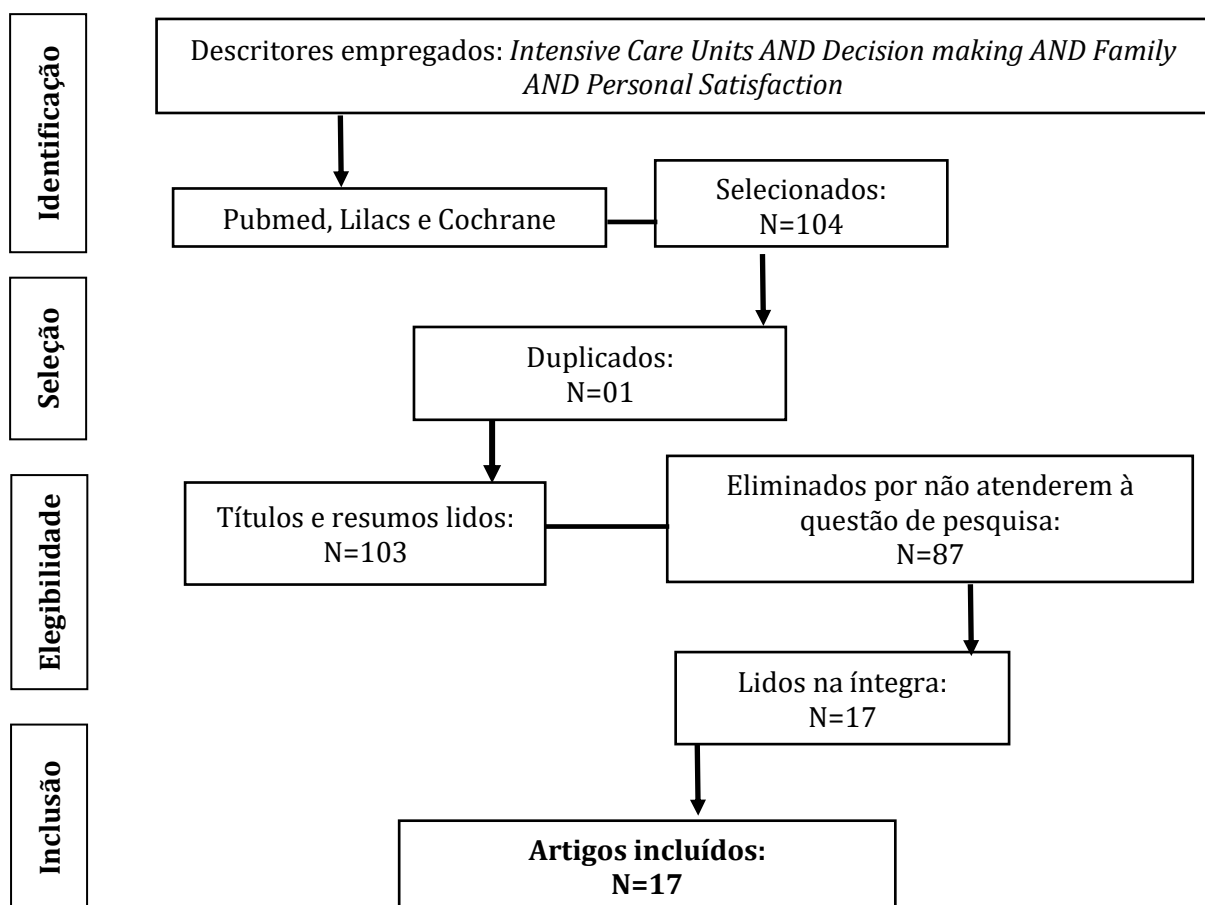 Identificação
Descritores empregados: Intensive Care Units AND Decision making AND Family
AND Personal Satisfaction
Pubmed, Lilacs e Cochrane
Selecionados:
N=104
Seleção
Duplicados:
N=01
Elegibilidade
Títulos e resumos lidos:
N=103
Eliminados por não atenderem à
questão de pesquisa:
N=87
Lidos na íntegra:
N=17
Inclusão
Artigos incluídos:
N=17